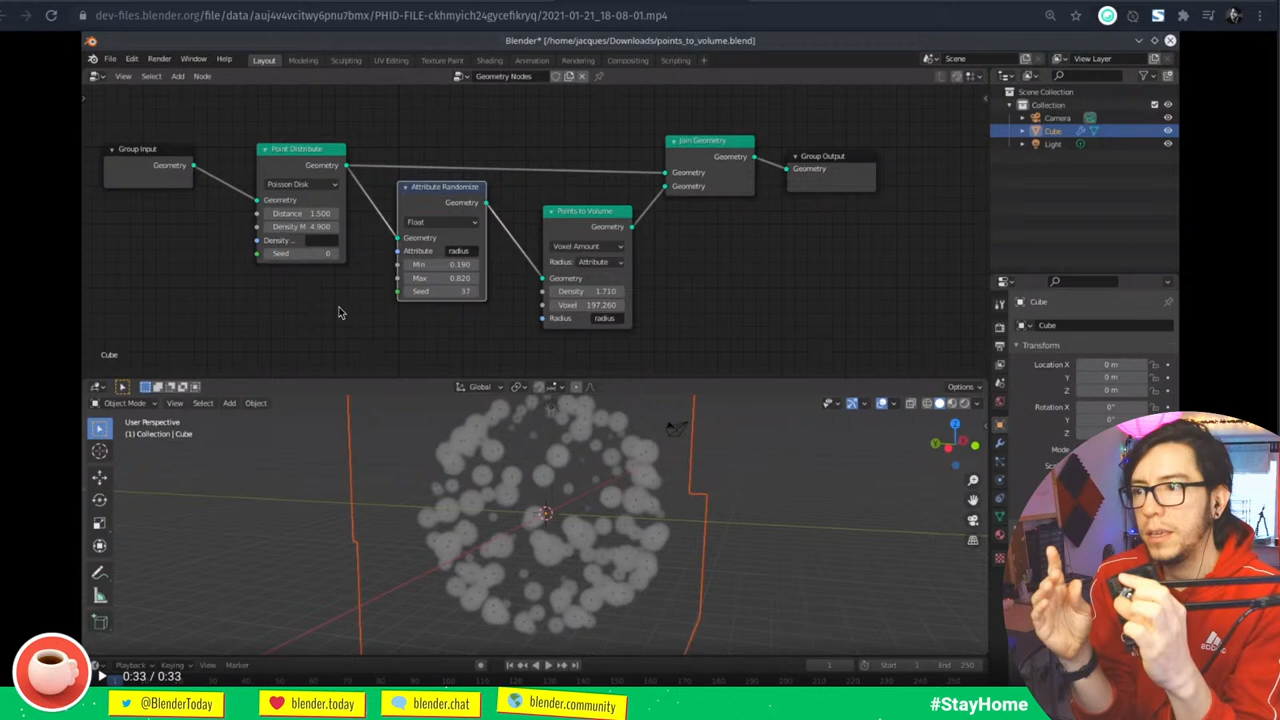 dev-files.blender.org/file/data/auj4v4vcitwy6pnu7bmx/PHID-FILE-ckhmyich24gycefikryq/2021-01-21_18-08-01.mp4
Blender* [/home/jacques/Downloads/points_to_volume.blend]
File Edit Render Window Help Layout Modeling Sculpting UV Editing Texture Paint Shading Animation Rendering Compositing Scripting + Scene View Layer
View Select Add Node Geometry Nodes
Scene Collection
Collection
Camera
Cube
Light
Group Input
Geometry
Point Distribute
Geometry
Poisson Disk
Geometry
Distance 1.500
Density M 4.900
Density ..
Seed 0
Attribute Randomize
Geometry
Float
Geometry
Attribute radius
Min 0.190
Max 0.820
Seed 37
Points to Volume
Geometry
Voxel Amount
Radius: Attribute
Geometry
Density 1.710
Voxel 197.260
Radius radius
Join Geometry
Geometry
Geometry
Geometry
Group Output
Geometry
Cube
Cube
Cube
Transform
Location X 0 m
Y 0 m
Z 0 m
Rotation X 0°
Y 0°
Z
Mode
Global
Options
Object Mode View Select Add Object
User Perspective
(1) Collection | Cube
Playback Keying View Marker 1 Start 1 End 250
0:33 / 0:33
@BlenderToday
blender.today
blender.chat
blender.community
#StayHome